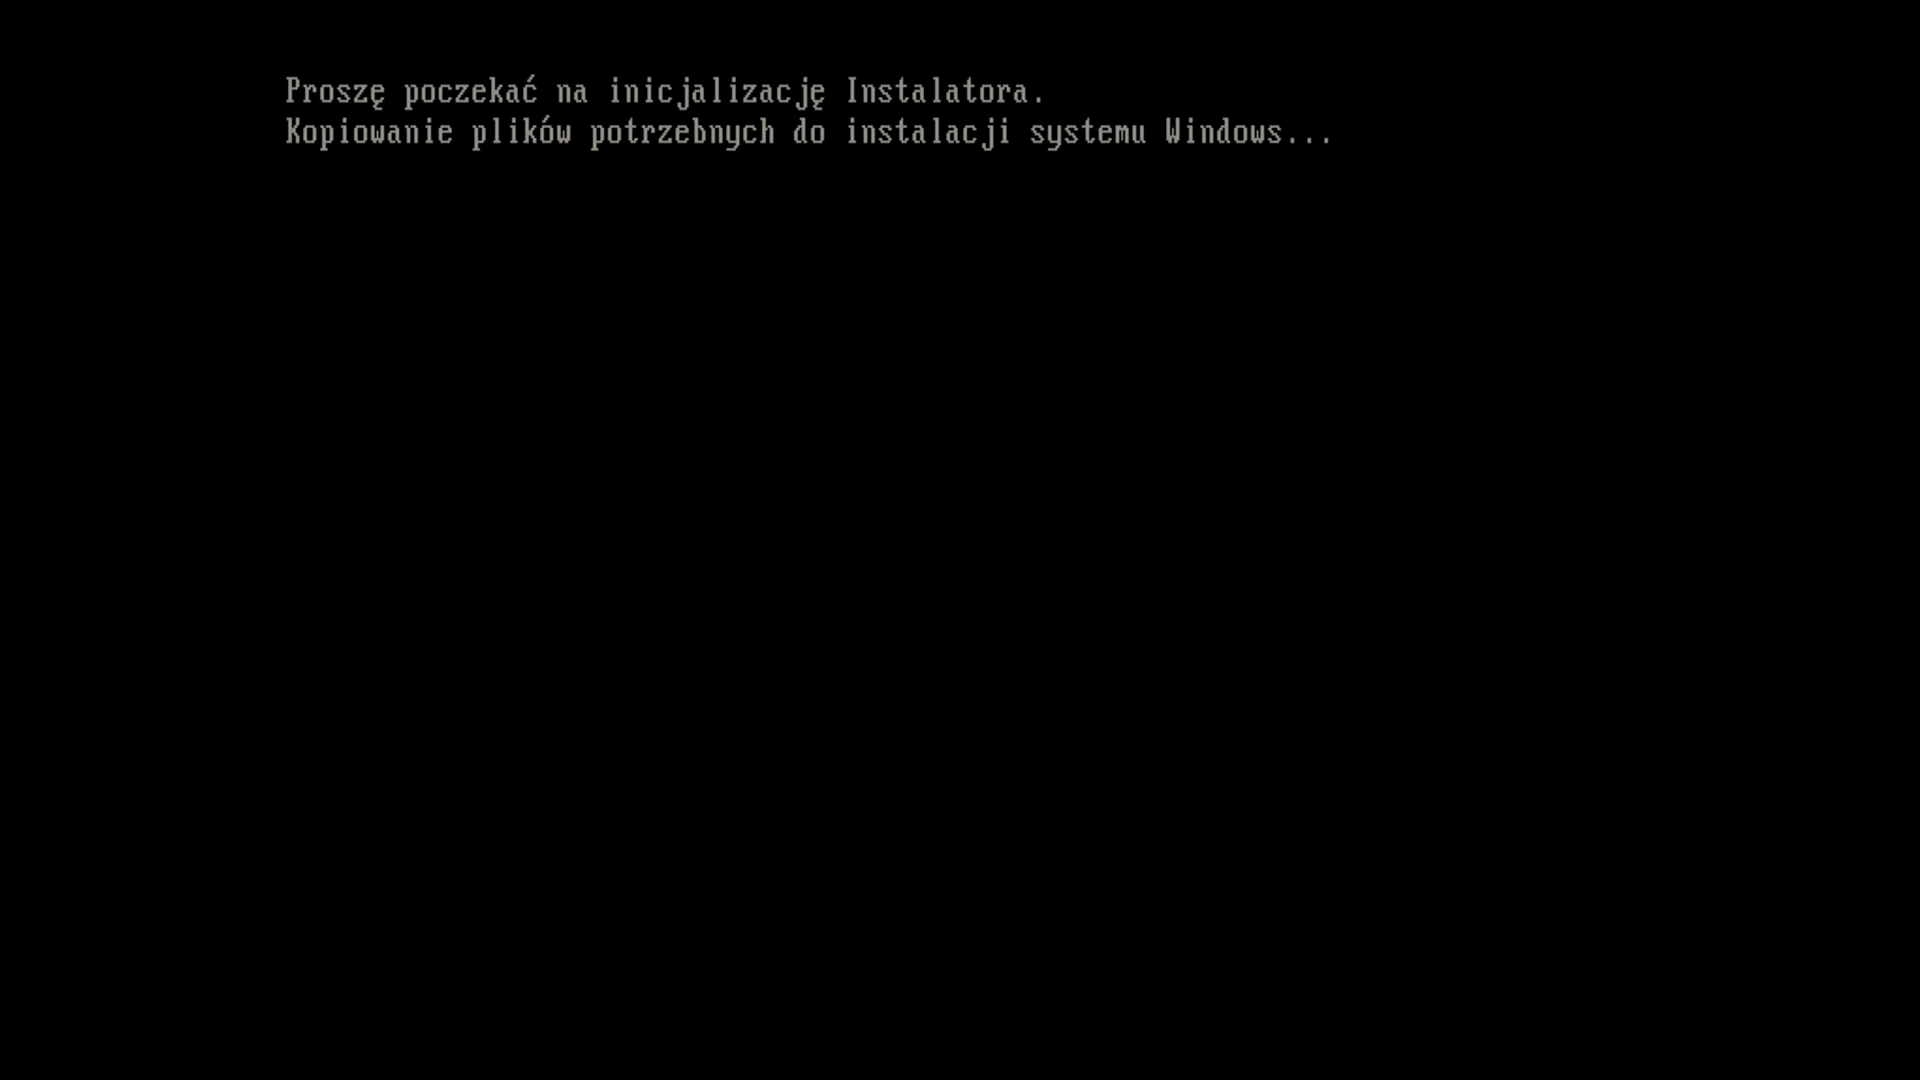 Proszę poczekać na inicjalizację Instalatora.
Kopiowanie plików potrzebnych do instalacji systemu Windows...